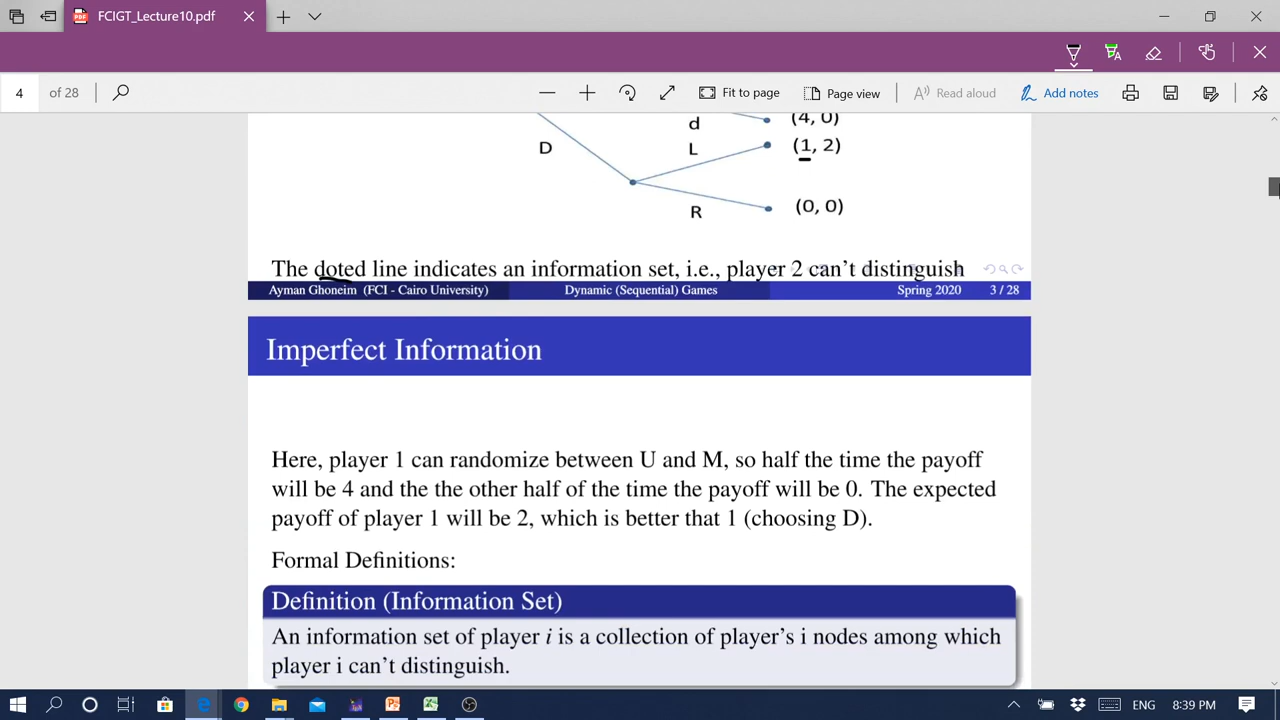 FCIGT_Lecture10.pdf
4 of 28 Fit to page Page view Read aloud Add notes
d (4, 0)
D L (1, 2)
R (0, 0)
The doted line indicates an information set, i.e., player 2 can't distinguish
Ayman Ghoneim (FCI - Cairo University) Dynamic (Sequential) Games Spring 2020 3 / 28
Imperfect Information
Here, player 1 can randomize between U and M, so half the time the payoff
will be 4 and the the other half of the time the payoff will be 0. The expected
payoff of player 1 will be 2, which is better that 1 (choosing D).
Formal Definitions:
Definition (Information Set)
An information set of player i is a collection of player's i nodes among which
player i can't distinguish.
ENG 8:39 PM